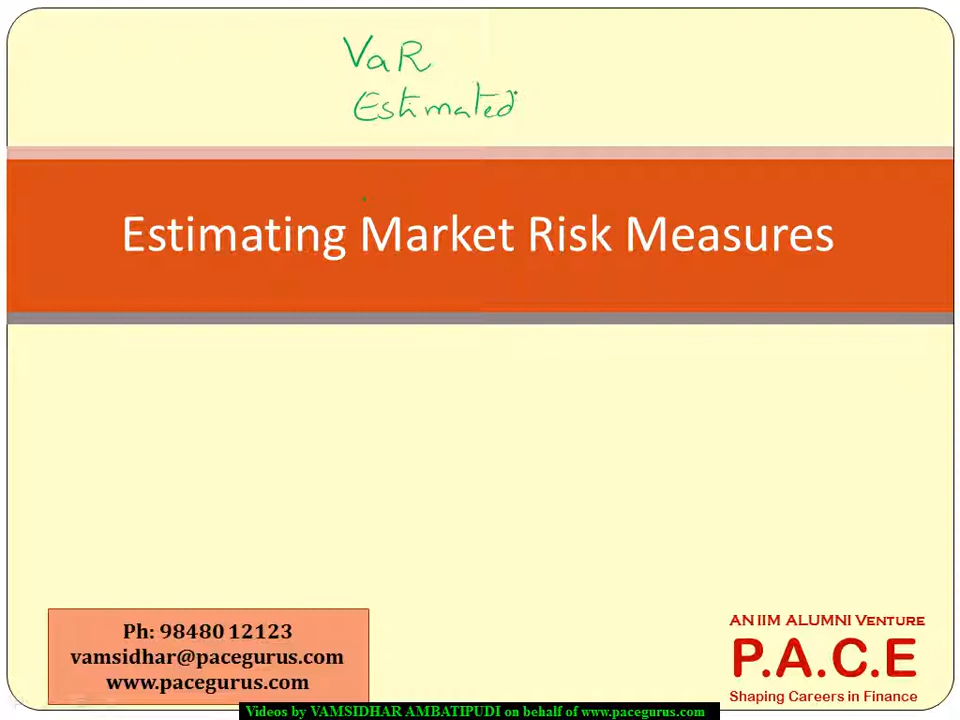 VaR
Estimated
Estimating Market Risk Measures
Ph: 98480 12123
vamsidhar@pacegurus.com
www.pacegurus.com
AN IIM ALUMNI VENTURE
P.A.C.E
Shaping Careers in Finance
Videos by VAMSIDHAR AMBATIPUDI on behalf of www.pacegurus.com